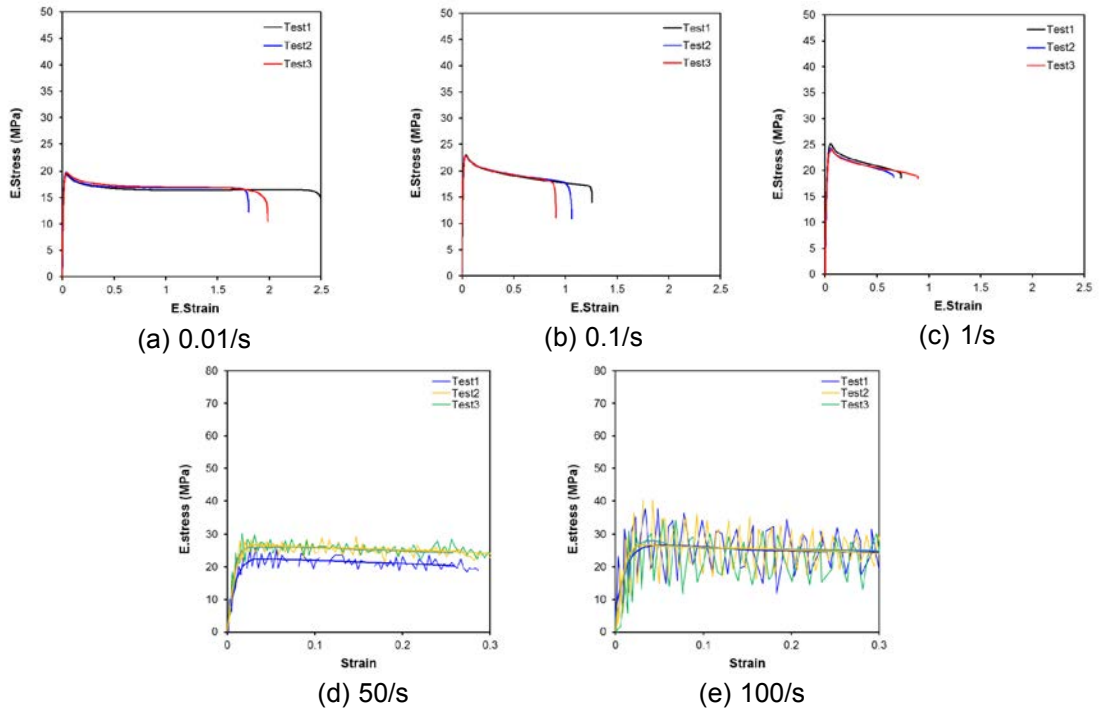 50
45
40
35
30
25
20
15
10
5
0
E.Stress (MPa)
Test1
Test2
Test3
0 0.5 1 1.5 2 2.5
E.Strain
(a) 0.01/s
50
45
40
35
30
25
20
15
10
5
0
E.Stress (MPa)
Test1
Test2
Test3
0 0.5 1 1.5 2 2.5
E.Strain
(b) 0.1/s
50
45
40
35
30
25
20
15
10
5
0
E.Stress (MPa)
Test1
Test2
Test3
0 0.5 1 1.5 2 2.5
E.Strain
(c) 1/s
80
70
60
50
40
30
20
10
0
E.stress (MPa)
Test1
Test2
Test3
0 0.1 0.2 0.3
Strain
(d) 50/s
80
70
60
50
40
30
20
10
0
E.stress (MPa)
Test1
Test2
Test3
0 0.1 0.2 0.3
Strain
(e) 100/s